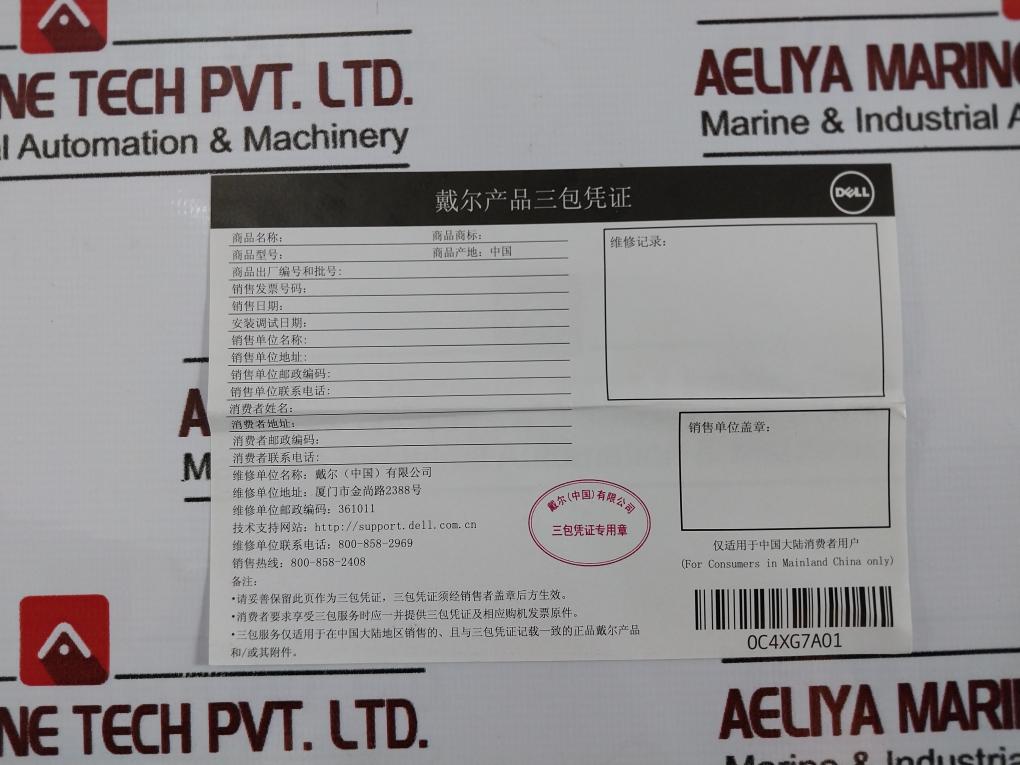 NE TECH PVT. LTD.
l Automation & Machinery
AELIYA MARINE
Marine & Industrial A
戴尔产品三包凭证
DELL
商品名称: 商品商标:
商品型号: 商品产地: 中国
商品出厂编号和批号:
销售发票号码:
销售日期:
安装调试日期:
销售单位名称:
销售单位地址:
销售单位邮政编码:
销售单位联系电话:
消费者姓名:
消费者地址:
消费者邮政编码:
消费者联系电话:
维修单位名称: 戴尔（中国）有限公司
维修单位地址: 厦门市金尚路2388号
维修单位邮政编码: 361011
技术支持网站: http://support.dell.com.cn
维修单位联系电话: 800-858-2969
销售热线: 800-858-2408
备注:
•请妥善保留此页作为三包凭证，三包凭证须经销售者盖章后方生效。
•消费者要求享受三包服务时应一并提供三包凭证及相应购机发票原件。
•三包服务仅适用于在中国大陆地区销售的、且与三包凭证记载一致的正品戴尔产品
和/或其附件。
维修记录:
销售单位盖章:
戴尔(中国)有限公司
三包凭证专用章
仅适用于中国大陆消费者用户
(For Consumers in Mainland China only)
0C4XG7A01
A
M
NE TECH PVT. LTD.
AELIYA MARIN
Marine & Industria